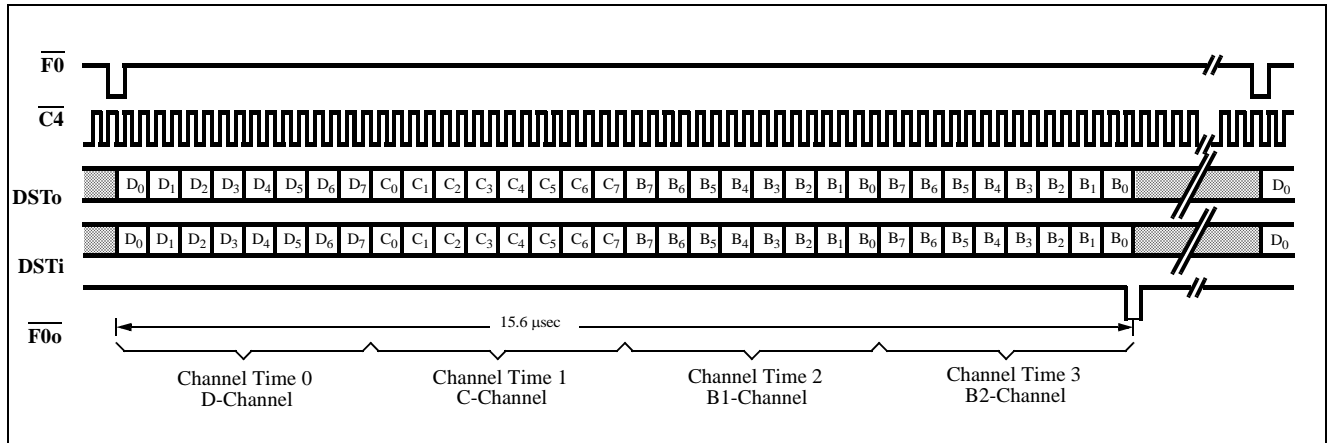 F0
C4
DSTo D₀ D₁ D₂ D₃ D₄ D₅ D₆ D₇ C₀ C₁ C₂ C₃ C₄ C₅ C₆ C₇ B₇ B₆ B₅ B₄ B₃ B₂ B₁ B₀ B₇ B₆ B₅ B₄ B₃ B₂ B₁ B₀ D₀
DSTi D₀ D₁ D₂ D₃ D₄ D₅ D₆ D₇ C₀ C₁ C₂ C₃ C₄ C₅ C₆ C₇ B₇ B₆ B₅ B₄ B₃ B₂ B₁ B₀ B₇ B₆ B₅ B₄ B₃ B₂ B₁ B₀ D₀
F0o
15.6 µsec
Channel Time 0
D-Channel
Channel Time 1
C-Channel
Channel Time 2
B1-Channel
Channel Time 3
B2-Channel